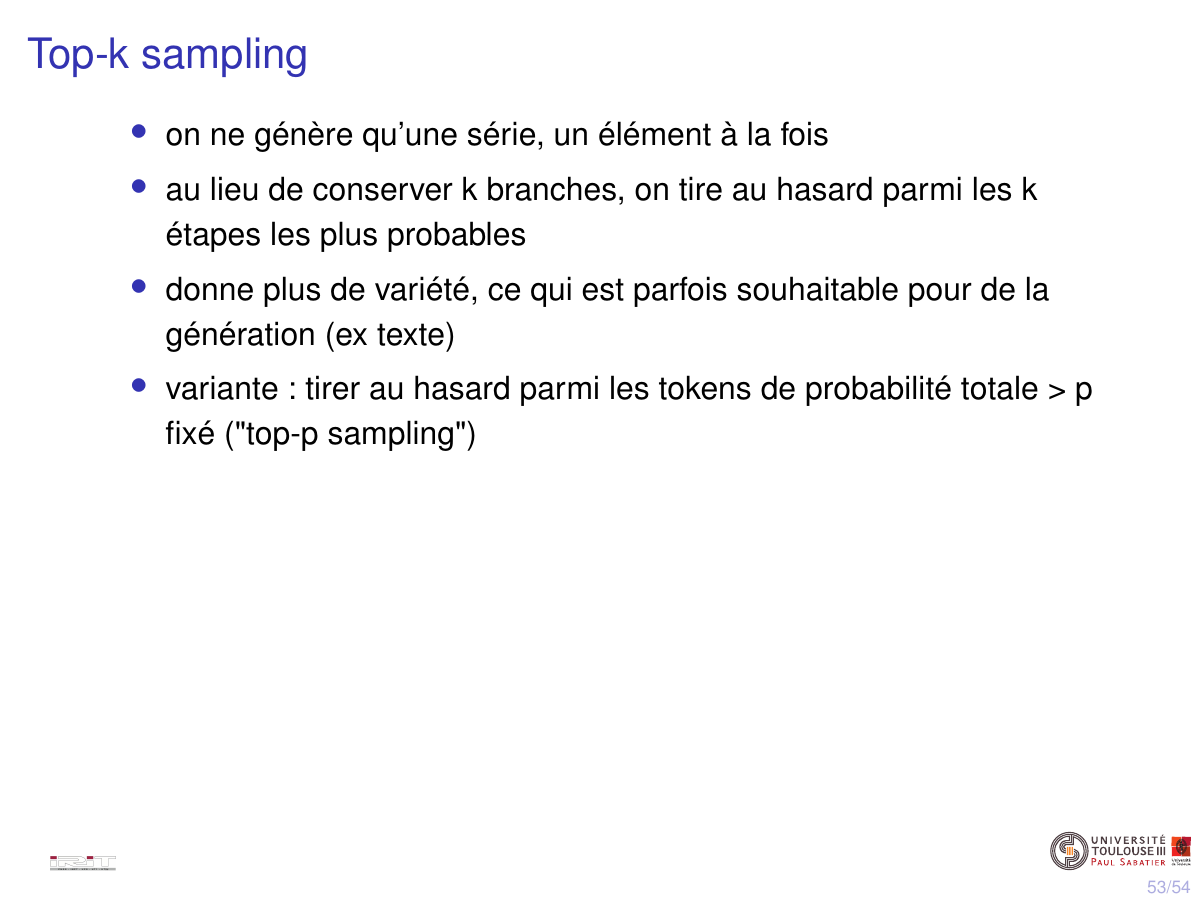 Top-k sampling
• on ne génère qu'une série, un élément à la fois
• au lieu de conserver k branches, on tire au hasard parmi les k
étapes les plus probables
• donne plus de variété, ce qui est parfois souhaitable pour de la
génération (ex texte)
• variante : tirer au hasard parmi les tokens de probabilité totale > p
fixé ("top-p sampling")
IRIT
UNIVERSITÉ
TOULOUSE III
PAUL SABATIER
53/54